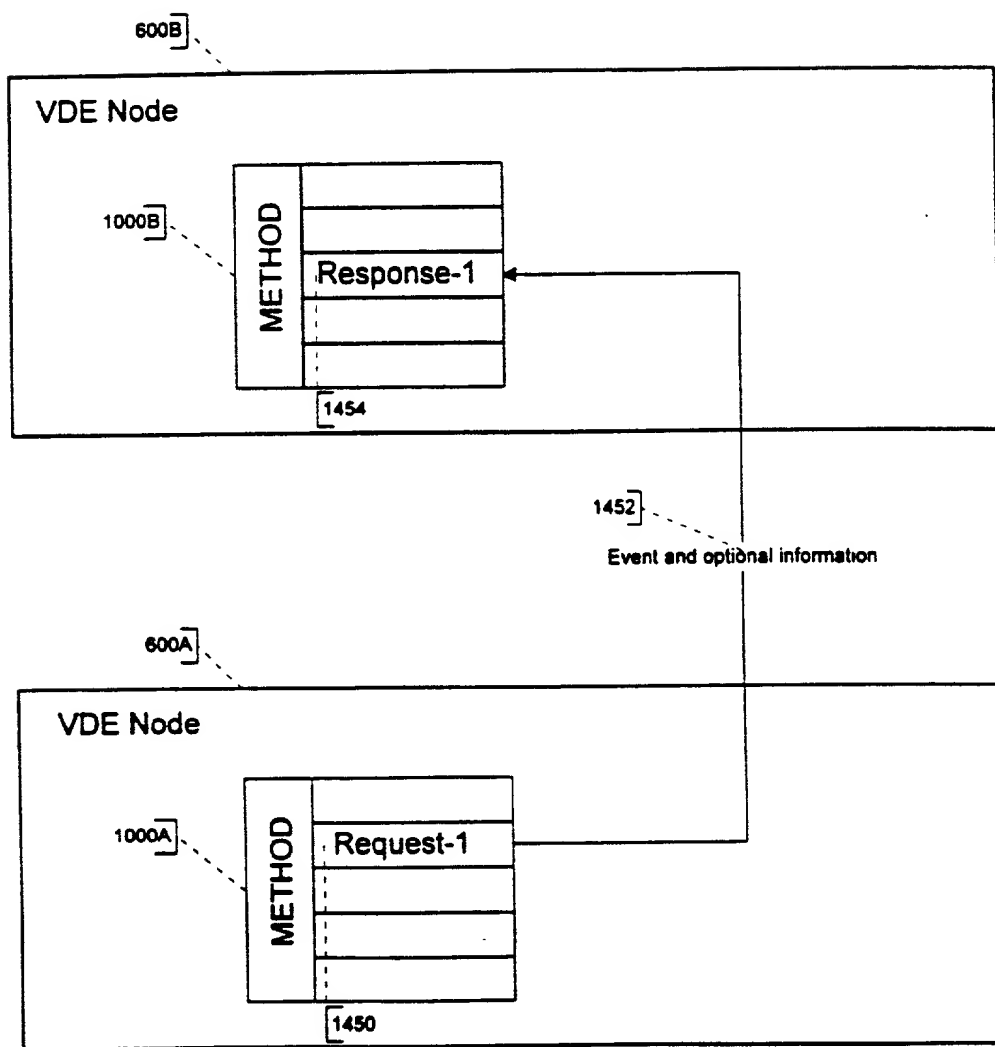 600B
VDE Node
1000B
METHOD
Response-1
1454
1452
Event and optional information
600A
VDE Node
1000A
METHOD
Request-1
1450